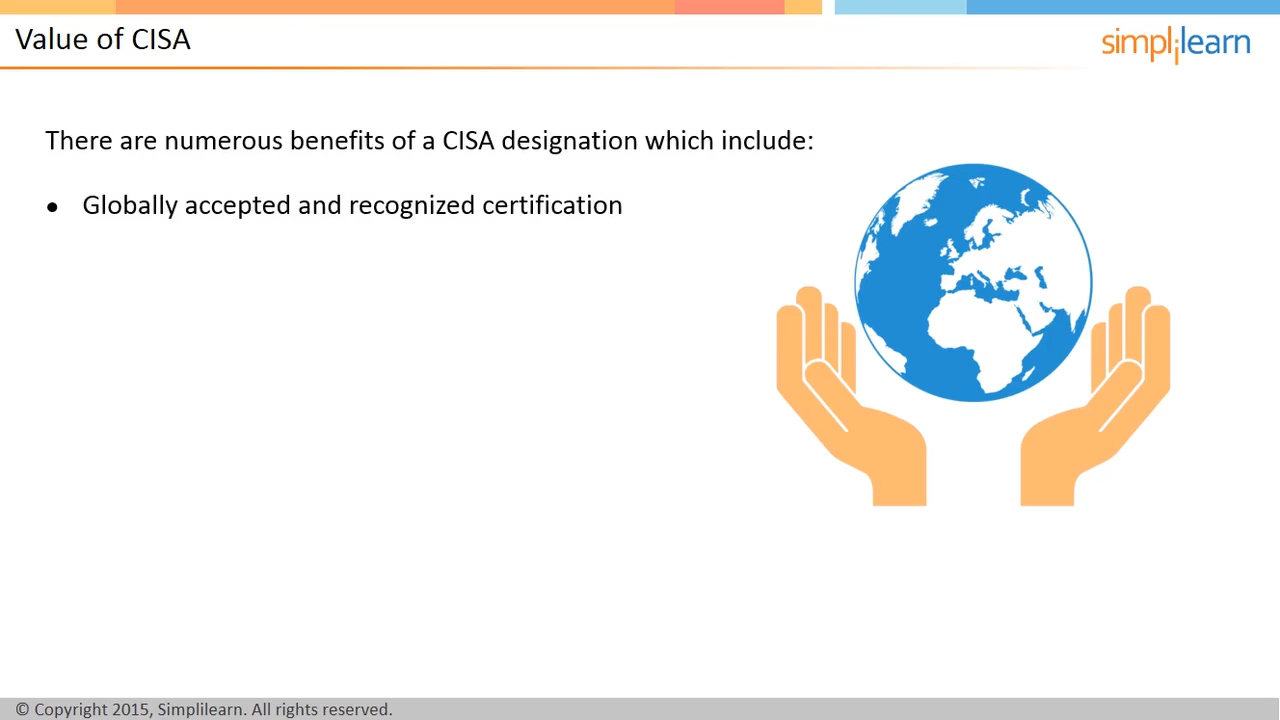 Value of CISA
simplilearn
There are numerous benefits of a CISA designation which include:
• Globally accepted and recognized certification
© Copyright 2015, Simplilearn. All rights reserved.